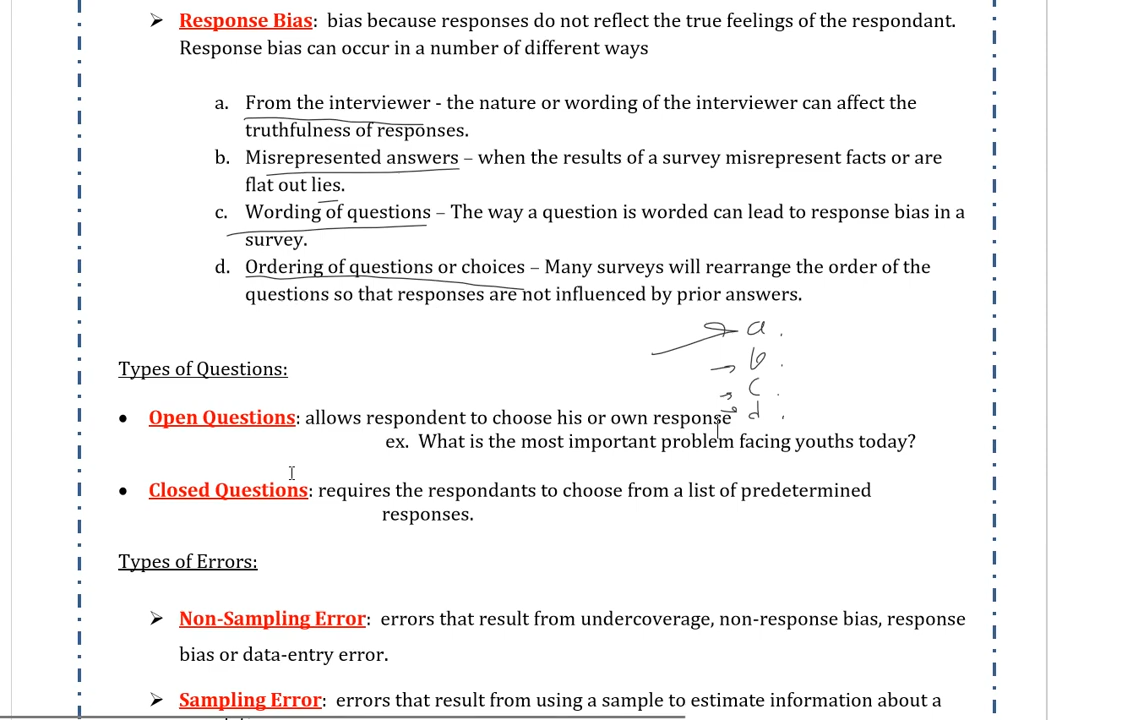 ➢ Response Bias: bias because responses do not reflect the true feelings of the respondant.
Response bias can occur in a number of different ways
a. From the interviewer - the nature or wording of the interviewer can affect the
truthfulness of responses.
b. Misrepresented answers – when the results of a survey misrepresent facts or are
flat out lies.
c. Wording of questions – The way a question is worded can lead to response bias in a
survey.
d. Ordering of questions or choices – Many surveys will rearrange the order of the
questions so that responses are not influenced by prior answers.
→ a.
→ b.
→ c.
→ d.
Types of Questions:
• Open Questions: allows respondent to choose his or own response
ex. What is the most important problem facing youths today?
• Closed Questions: requires the respondants to choose from a list of predetermined
responses.
Types of Errors:
➢ Non-Sampling Error: errors that result from undercoverage, non-response bias, response
bias or data-entry error.
➢ Sampling Error: errors that result from using a sample to estimate information about a